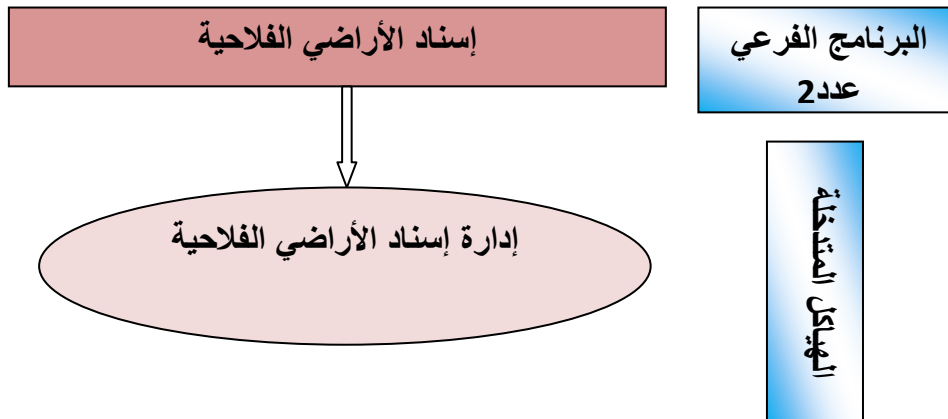 البرنامج الفرعي
عدد2
إسناد الأراضي الفلاحية
الهياكل المتدخلة
إدارة إسناد الأراضي الفلاحية